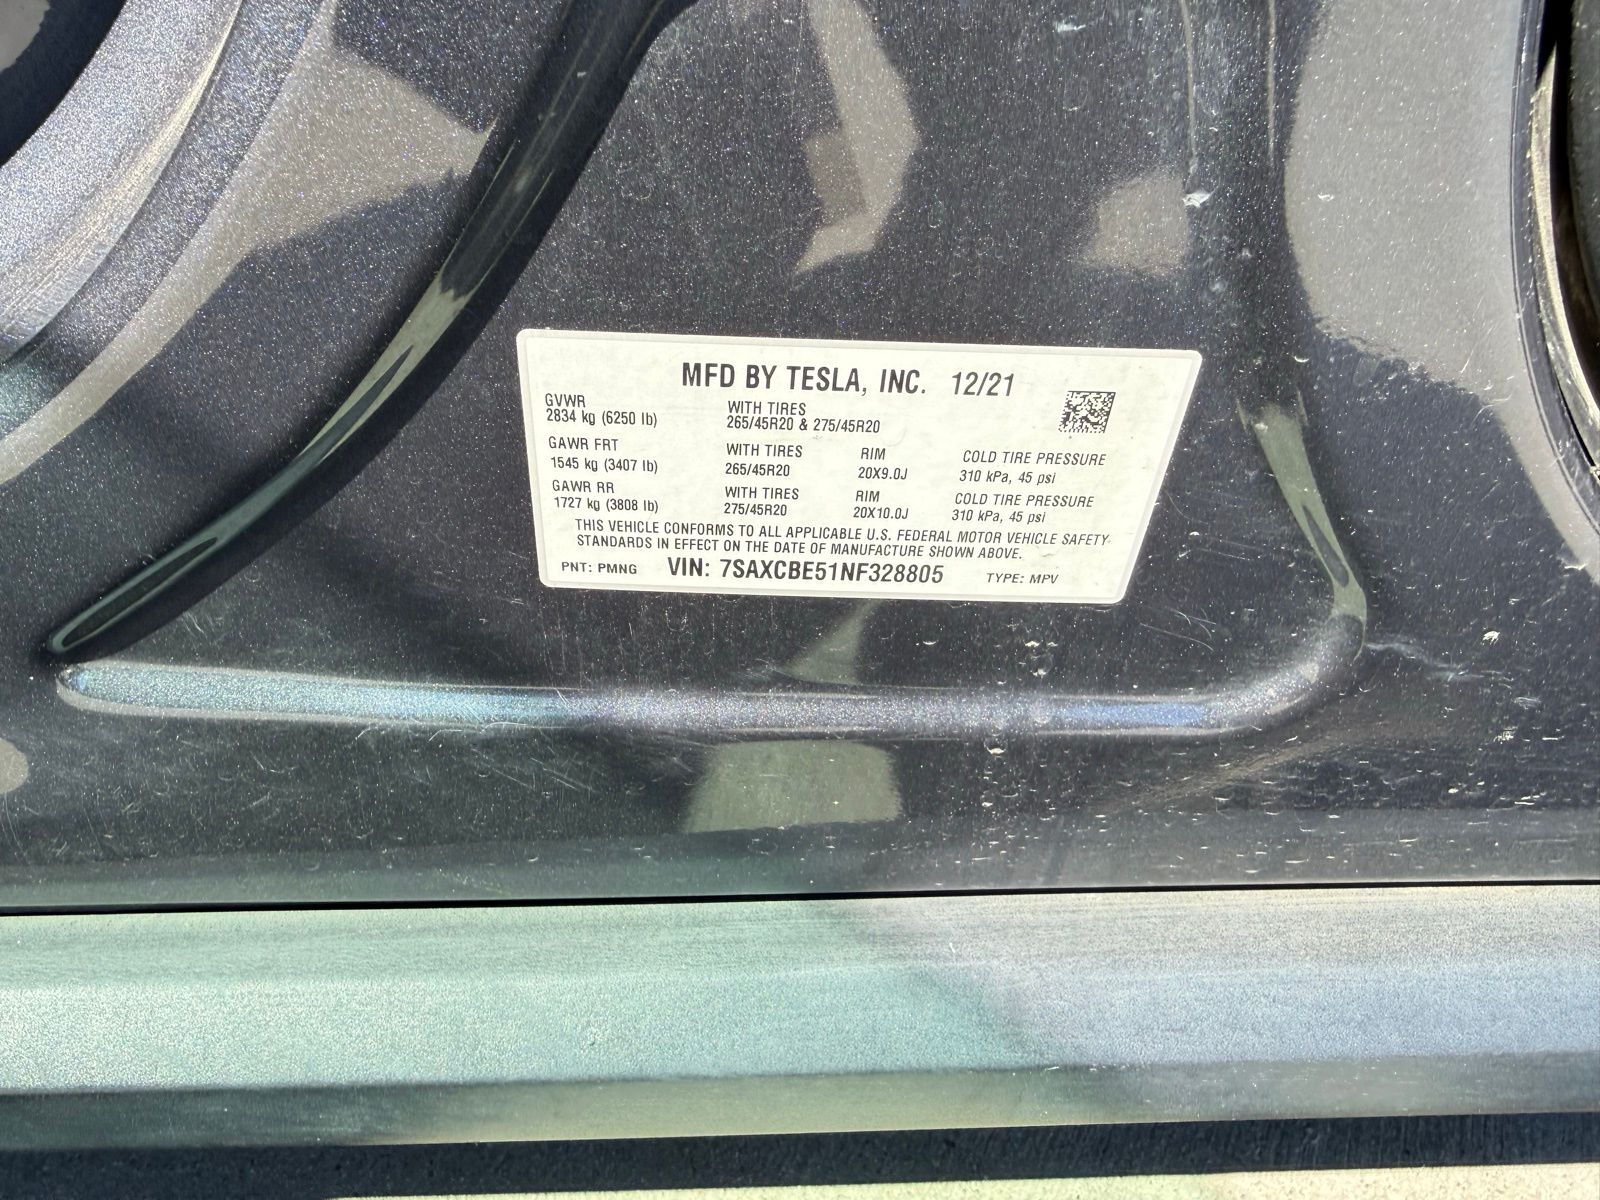 MFD BY TESLA, INC. 12/21
GVWR
2834 kg (6250 lb)
WITH TIRES
265/45R20 & 275/45R20
GAWR FRT
1545 kg (3407 lb)
WITH TIRES
265/45R20
RIM
20X9.0J
COLD TIRE PRESSURE
310 kPa, 45 psi
GAWR RR
1727 kg (3808 lb)
WITH TIRES
275/45R20
RIM
20X10.0J
COLD TIRE PRESSURE
310 kPa, 45 psi
THIS VEHICLE CONFORMS TO ALL APPLICABLE U.S. FEDERAL MOTOR VEHICLE SAFETY
STANDARDS IN EFFECT ON THE DATE OF MANUFACTURE SHOWN ABOVE.
PNT: PMNG VIN: 7SAXCBE51NF328805 TYPE: MPV